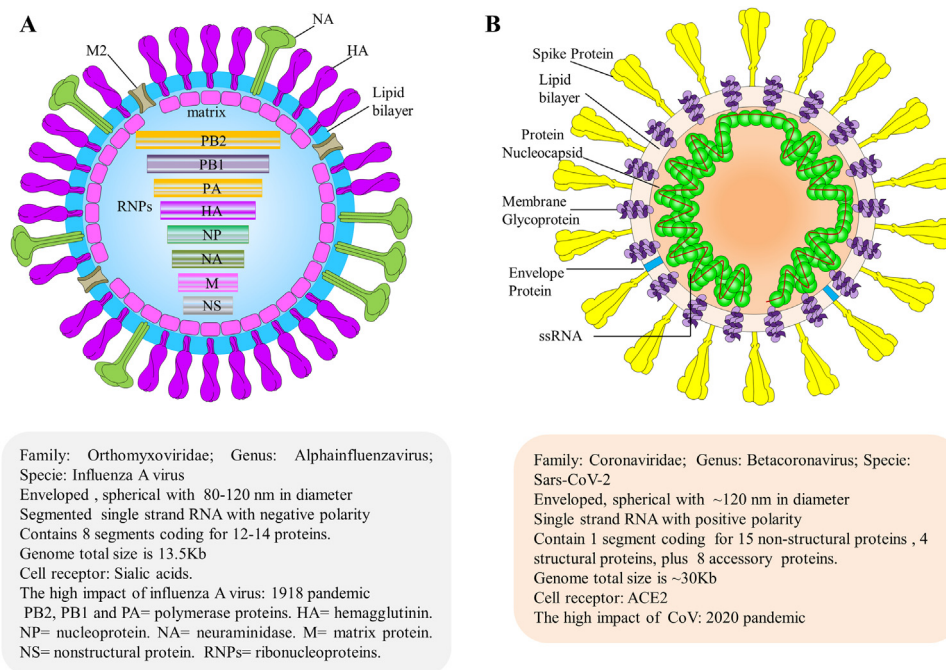 A
NA
M2
HA
Lipid
bilayer
matrix
PB2
PB1
PA
RNPs
HA
NP
NA
M
NS
Family: Orthomyxoviridae; Genus: Alphainfluenzavirus;
Specie: Influenza A virus
Enveloped , spherical with 80-120 nm in diameter
Segmented single strand RNA with negative polarity
Contains 8 segments coding for 12-14 proteins.
Genome total size is 13.5Kb
Cell receptor: Sialic acids.
The high impact of influenza A virus: 1918 pandemic
PB2, PB1 and PA= polymerase proteins. HA= hemagglutinin.
NP= nucleoprotein. NA= neuraminidase. M= matrix protein.
NS= nonstructural protein. RNPs= ribonucleoproteins.
B
Spike Protein
Lipid
bilayer
Protein
Nucleocapsid
Membrane
Glycoprotein
Envelope
Protein
ssRNA
Family: Coronaviridae; Genus: Betacoronavirus; Specie:
Sars-CoV-2
Enveloped, spherical with ~120 nm in diameter
Single strand RNA with positive polarity
Contain 1 segment coding for 15 non-structural proteins , 4
structural proteins, plus 8 accessory proteins.
Genome total size is ~30Kb
Cell receptor: ACE2
The high impact of CoV: 2020 pandemic